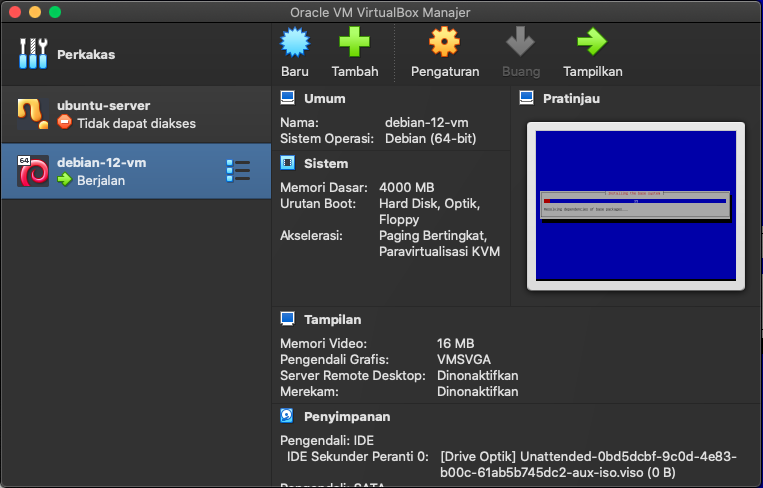 Oracle VM VirtualBox Manajer
Perkakas
Baru
Tambah
Pengaturan
Buang
Tampilkan
ubuntu-server
Tidak dapat diakses
64
debian-12-vm
Berjalan
Umum
Nama: debian-12-vm
Sistem Operasi: Debian (64-bit)
Sistem
Memori Dasar: 4000 MB
Urutan Boot: Hard Disk, Optik,
Floppy
Akselerasi: Paging Bertingkat,
Paravirtualisasi KVM
Pratinjau
Installing the base system
Resolving dependencies of base packages...
Tampilan
Memori Video: 16 MB
Pengendali Grafis: VMSVGA
Server Remote Desktop: Dinonaktifkan
Merekam: Dinonaktifkan
Penyimpanan
Pengendali: IDE
IDE Sekunder Peranti 0: [Drive Optik] Unattended-0bd5dcbf-9c0d-4e83-
b00c-61ab5b745dc2-aux-iso.viso (0 B)
Pengendali: SATA